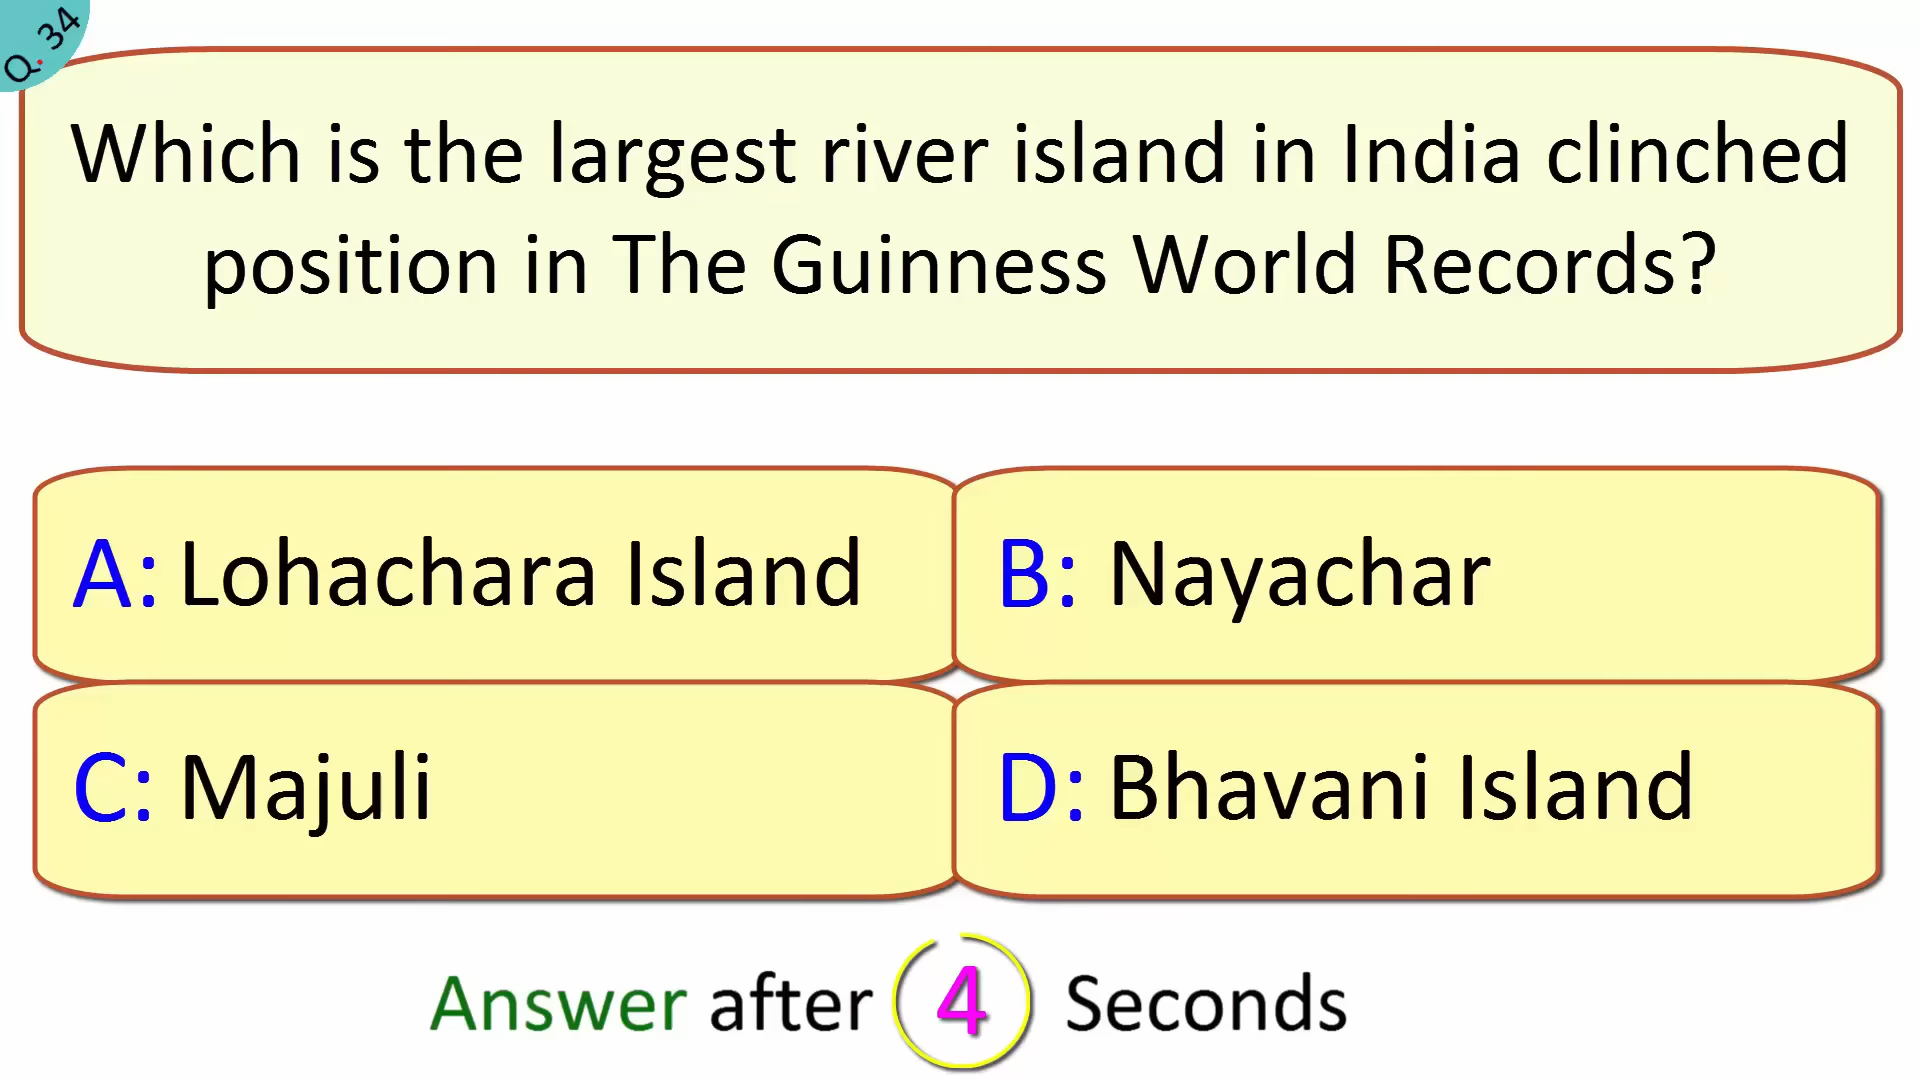 Q. 34
Which is the largest river island in India clinched
position in The Guinness World Records?
A: Lohachara Island
B: Nayachar
C: Majuli
D: Bhavani Island
Answer after 4 Seconds